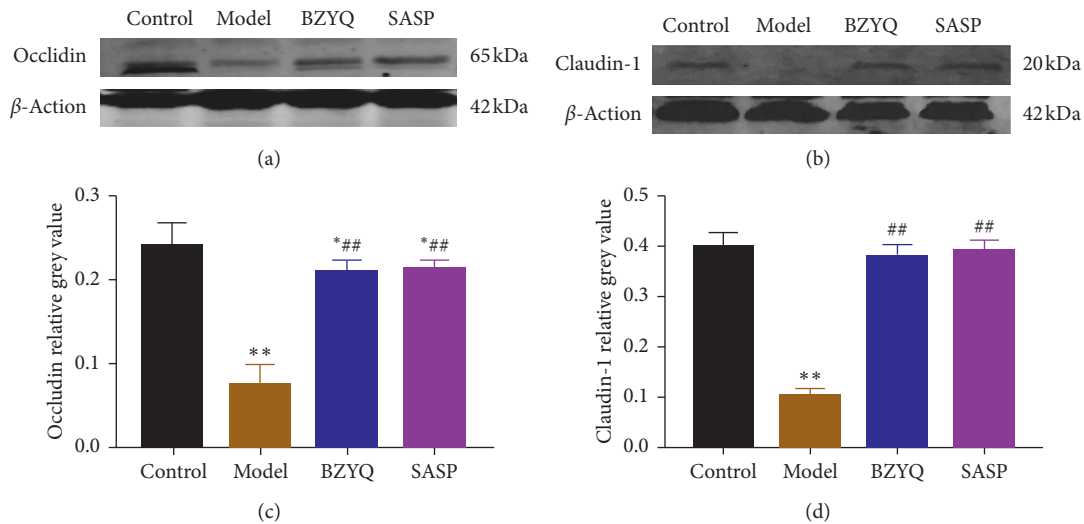 Control Model BZYQ SASP
Occlidin 65 kDa
β-Action 42 kDa
(a)
Control Model BZYQ SASP
Claudin-1 20 kDa
β-Action 42 kDa
(b)
Occludin relative grey value
0.3
0.2
0.1
0.0
**
*##
*##
Control Model BZYQ SASP
(c)
Claudin-1 relative grey value
0.5
0.4
0.3
0.2
0.1
0.0
**
##
##
Control Model BZYQ SASP
(d)